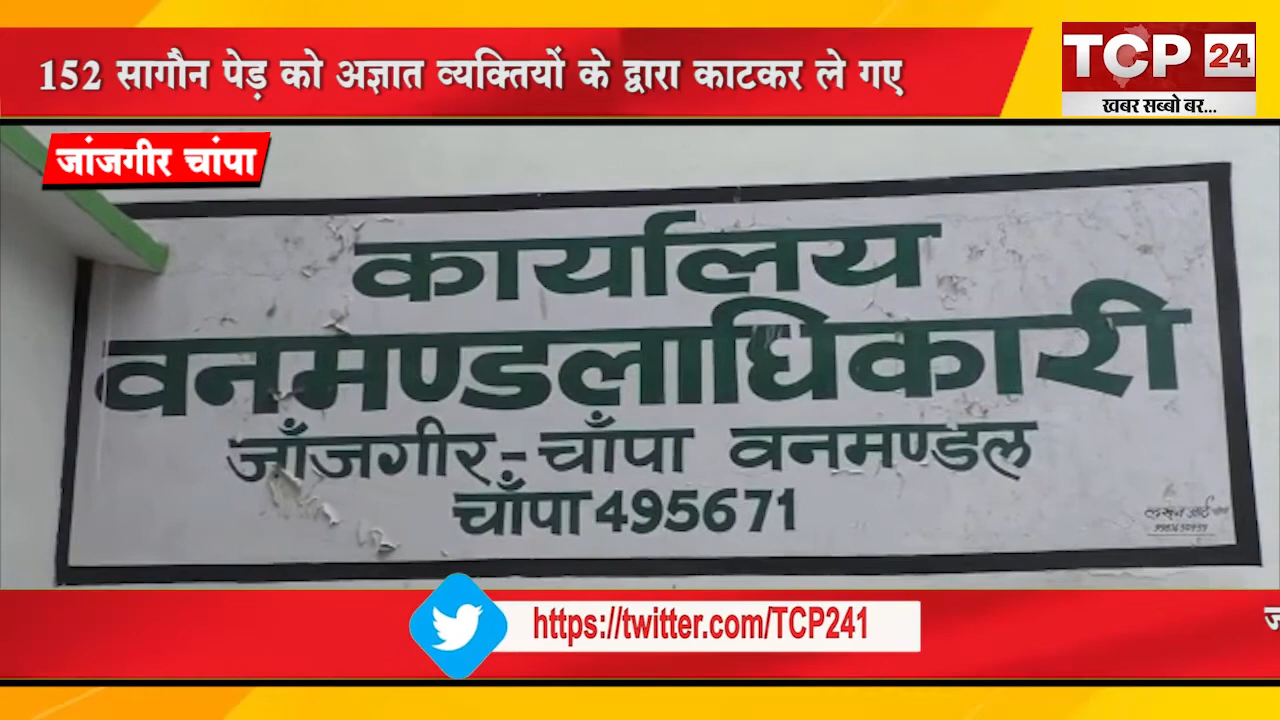 152 सागौन पेड़ को अज्ञात व्यक्तियों के द्वारा काटकर ले गए
TCP 24
खबर सब्बो बर...
जांजगीर चांपा
कार्यालय
वनमण्डलाधिकारी
जाँजगीर-चाँपा वनमण्डल
चाँपा 495671
https://twitter.com/TCP241